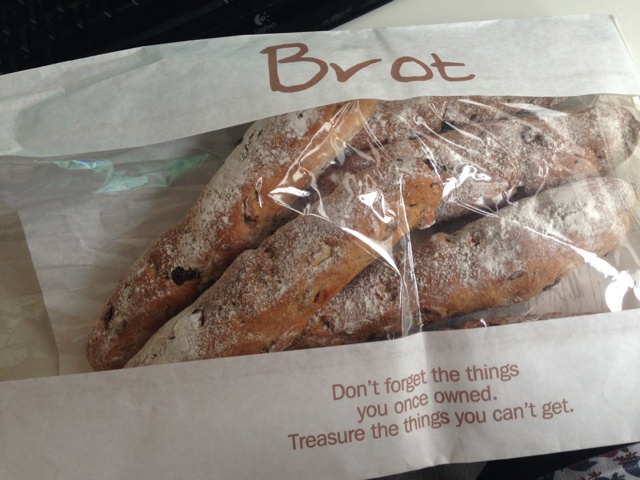 Brot
Don't forget the things
you once owned.
Treasure the things you can't get.